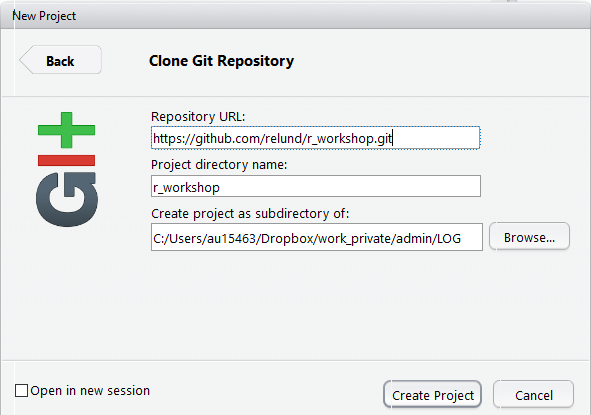 New Project
Back
Clone Git Repository
GIT
Repository URL:
https://github.com/relund/r_workshop.git
Project directory name:
r_workshop
Create project as subdirectory of:
C:/Users/au15463/Dropbox/work_private/admin/LOG
Browse...
Open in new session
Create Project
Cancel